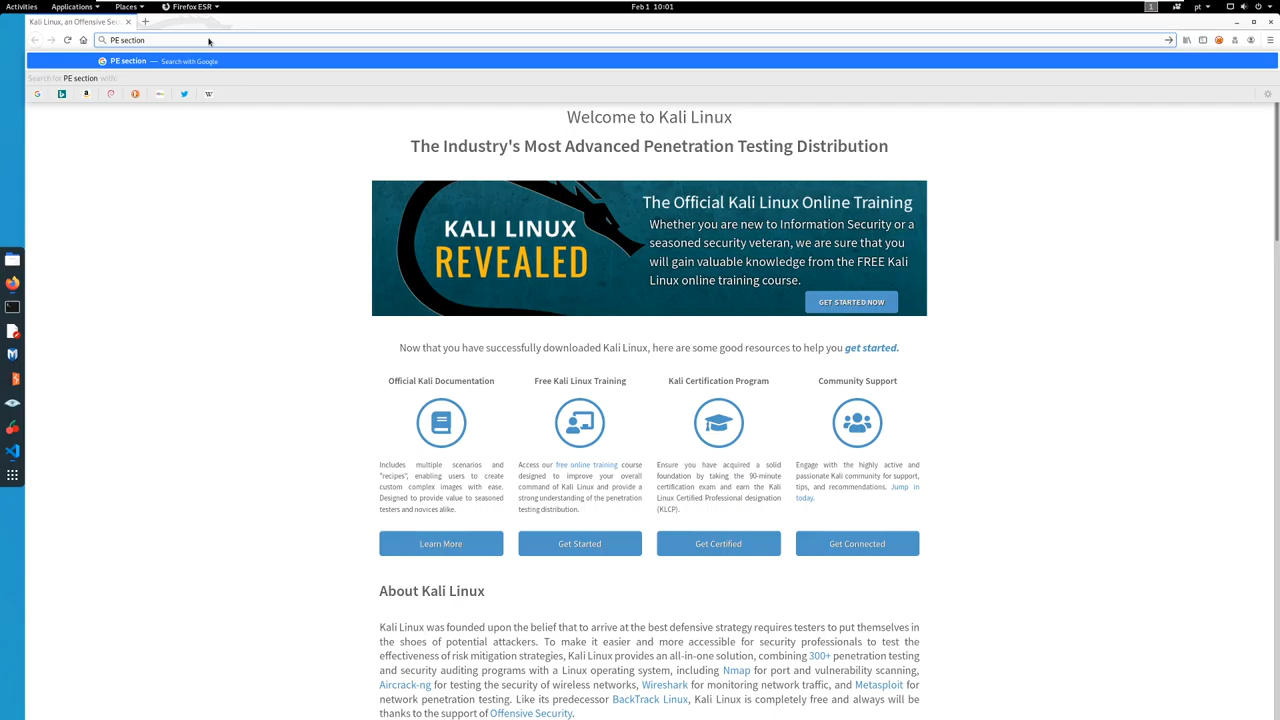 Activities Applications Places Firefox ESR Feb 1 10:01 1 pt
Kali Linux, an Offensive Sec
PE section
PE section — Search with Google
Search for PE section with:
Welcome to Kali Linux
The Industry's Most Advanced Penetration Testing Distribution
KALI LINUX
REVEALED
The Official Kali Linux Online Training
Whether you are new to Information Security or a
seasoned security veteran, we are sure that you
will gain valuable knowledge from the FREE Kali
Linux online training course.
GET STARTED NOW
Now that you have successfully downloaded Kali Linux, here are some good resources to help you get started.
Official Kali Documentation
Includes multiple scenarios and
"recipes", enabling users to create
custom complex images with ease.
Designed to provide value to seasoned
testers and novices alike.
Learn More
Free Kali Linux Training
Access our free online training course
designed to improve your overall
command of Kali Linux and provide a
strong understanding of the penetration
testing distribution.
Get Started
Kali Certification Program
Ensure you have acquired a solid
foundation by taking the 90-minute
certification exam and earn the Kali
Linux Certified Professional designation
(KLCP).
Get Certified
Community Support
Engage with the highly active and
passionate Kali community for support,
tips, and recommendations. Jump in
today.
Get Connected
About Kali Linux
Kali Linux was founded upon the belief that to arrive at the best defensive strategy requires testers to put themselves in
the shoes of potential attackers. To make it easier and more accessible for security professionals to test the
effectiveness of risk mitigation strategies, Kali Linux provides an all-in-one solution, combining 300+ penetration testing
and security auditing programs with a Linux operating system, including Nmap for port and vulnerability scanning,
Aircrack-ng for testing the security of wireless networks, Wireshark for monitoring network traffic, and Metasploit for
network penetration testing. Like its predecessor BackTrack Linux, Kali Linux is completely free and always will be
thanks to the support of Offensive Security.